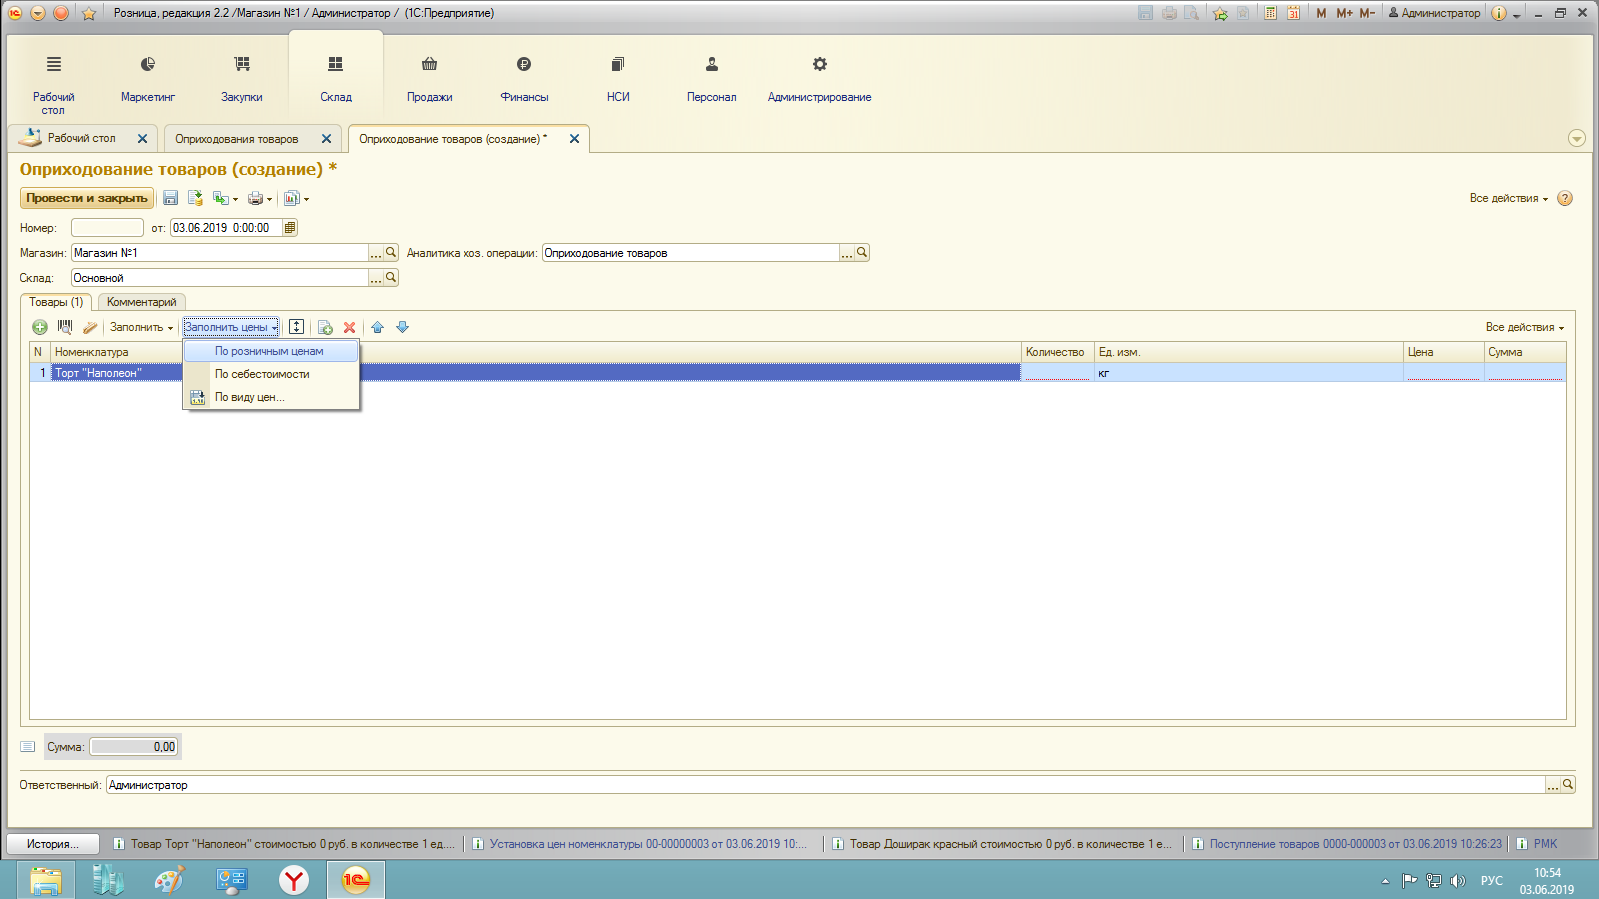 Розница, редакция 2.2 /Магазин №1 / Администратор / (1С:Предприятие)
31 M M+ M- Администратор
Рабочий стол
Маркетинг
Закупки
Склад
Продажи
Финансы
НСИ
Персонал
Администрирование
Рабочий стол
Оприходования товаров
Оприходование товаров (создание) *
Оприходование товаров (создание) *
Провести и закрыть
Все действия
Номер: от: 03.06.2019 0:00:00
Магазин: Магазин №1 ... Аналитика хоз. операции: Оприходование товаров ...
Склад: Основной ...
Товары (1) Комментарий
Заполнить Заполнить цены Все действия
N Номенклатура Количество Ед. изм. Цена Сумма
1 Торт "Наполеон" кг
По розничным ценам
По себестоимости
По виду цен...
Сумма: 0,00
Ответственный: Администратор ...
История... Товар Торт "Наполеон" стоимостью 0 руб. в количестве 1 ед.... Установка цен номенклатуры 00-00000003 от 03.06.2019 10:... Товар Доширак красный стоимостью 0 руб. в количестве 1 е... Поступление товаров 0000-000003 от 03.06.2019 10:26:23 РМК
1С
РУС
10:54
03.06.2019